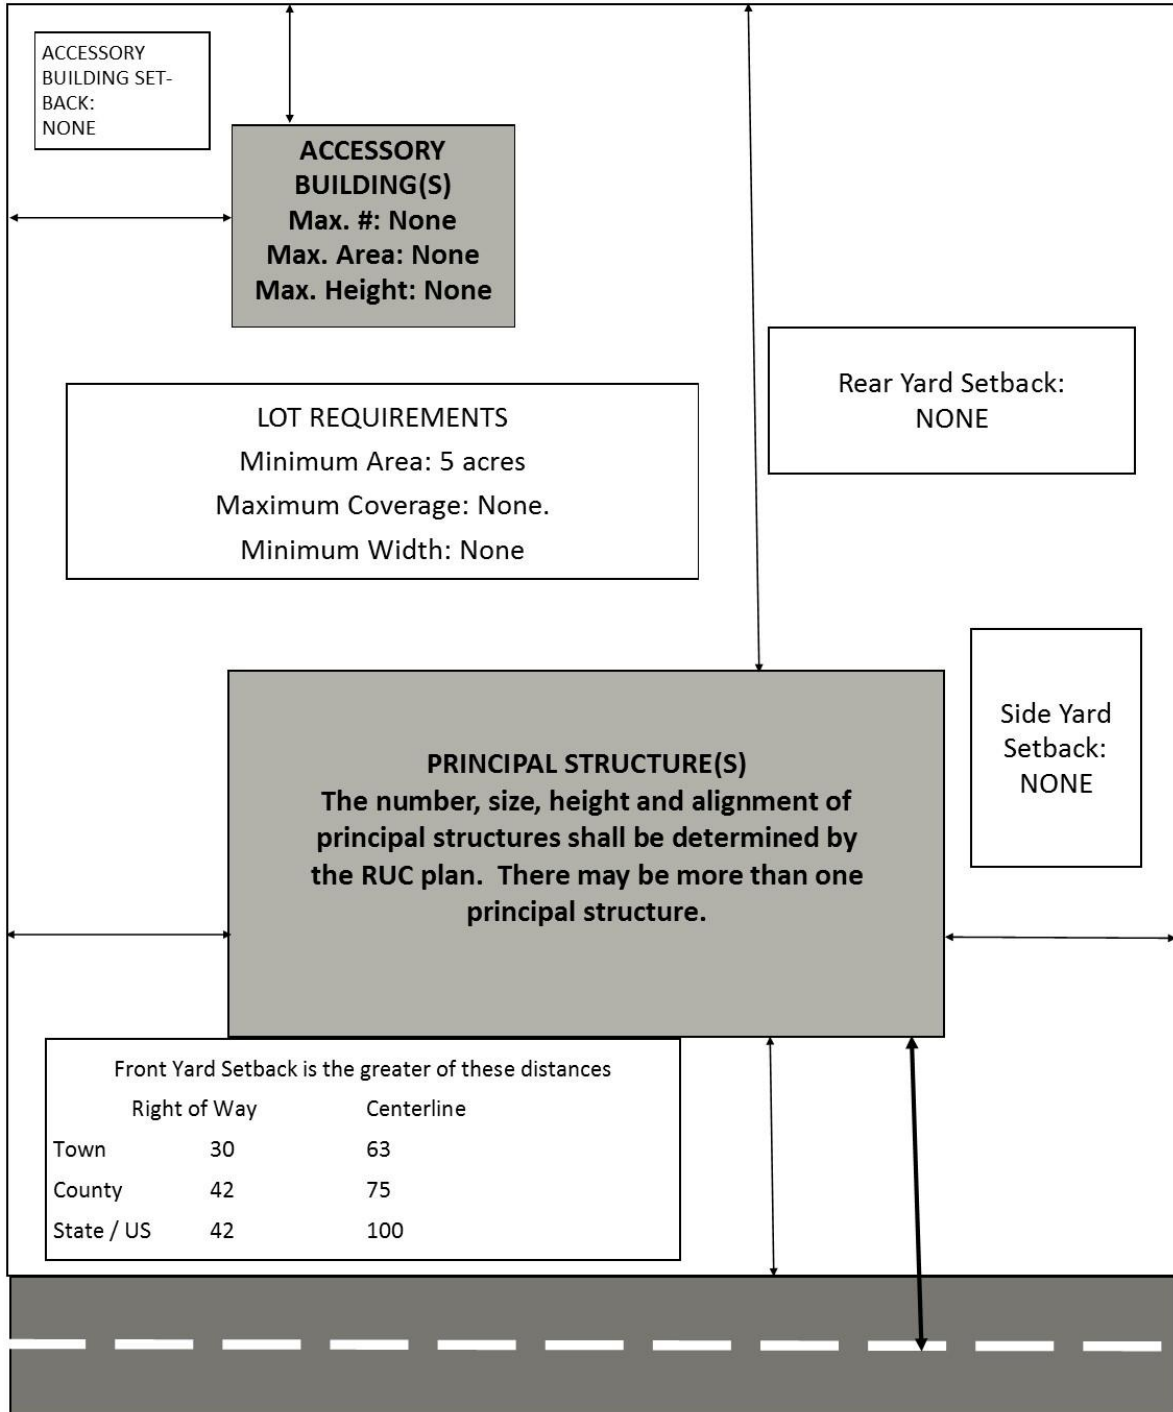 ACCESSORY
BUILDING SET-
BACK:
NONE
ACCESSORY
BUILDING(S)
Max. #: None
Max. Area: None
Max. Height: None
Rear Yard Setback:
NONE
LOT REQUIREMENTS
Minimum Area: 5 acres
Maximum Coverage: None.
Minimum Width: None
Side Yard
Setback:
NONE
PRINCIPAL STRUCTURE(S)
The number, size, height and alignment of
principal structures shall be determined by
the RUC plan.  There may be more than one
principal structure.
Front Yard Setback is the greater of these distances
Right of Way Centerline
Town 30 63
County 42 75
State / US 42 100